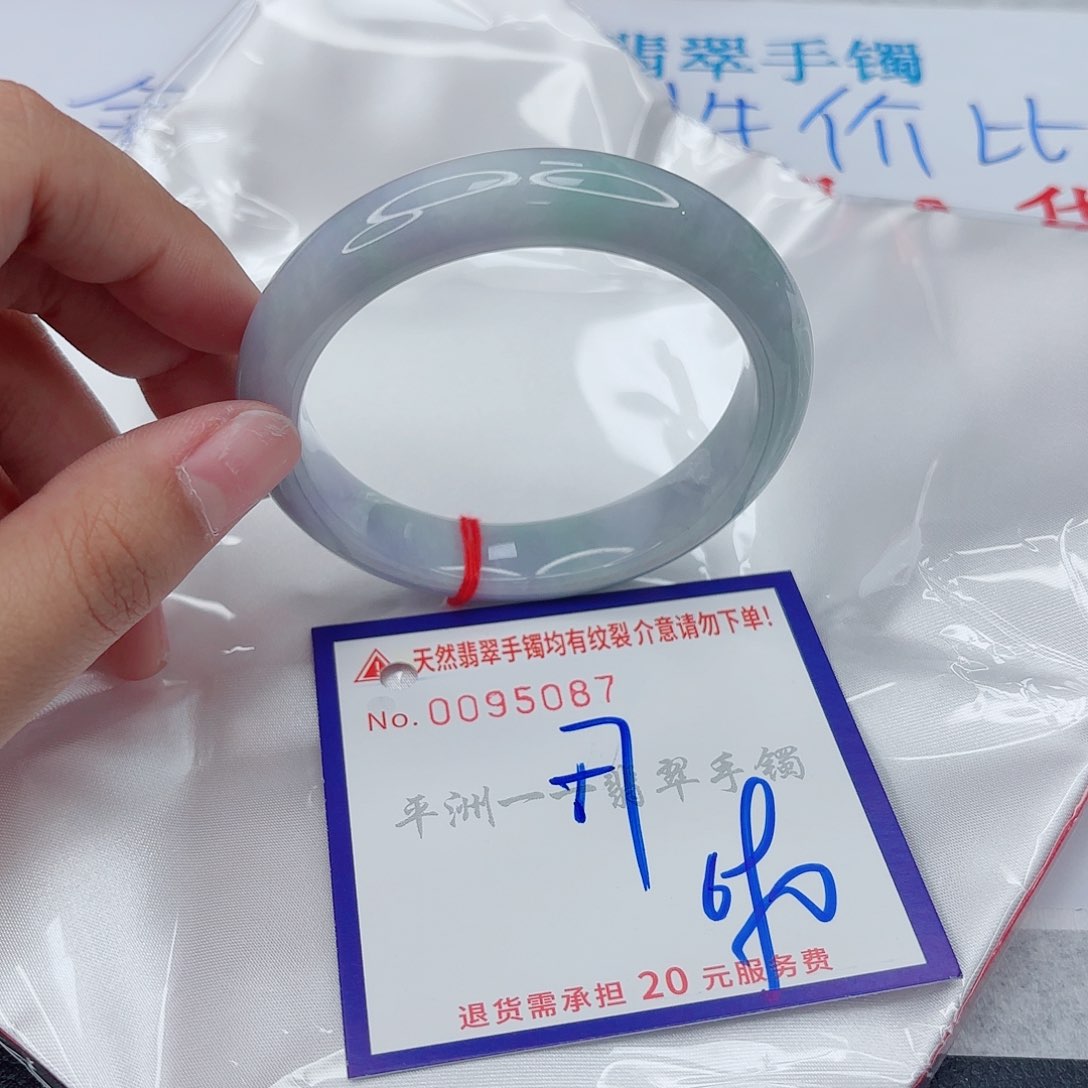 翡翠手镯
性价比
天然翡翠手镯均有纹裂 介意请勿下单!
No. 0095087
平洲一手翡翠手镯
退货需承担 20 元服务费